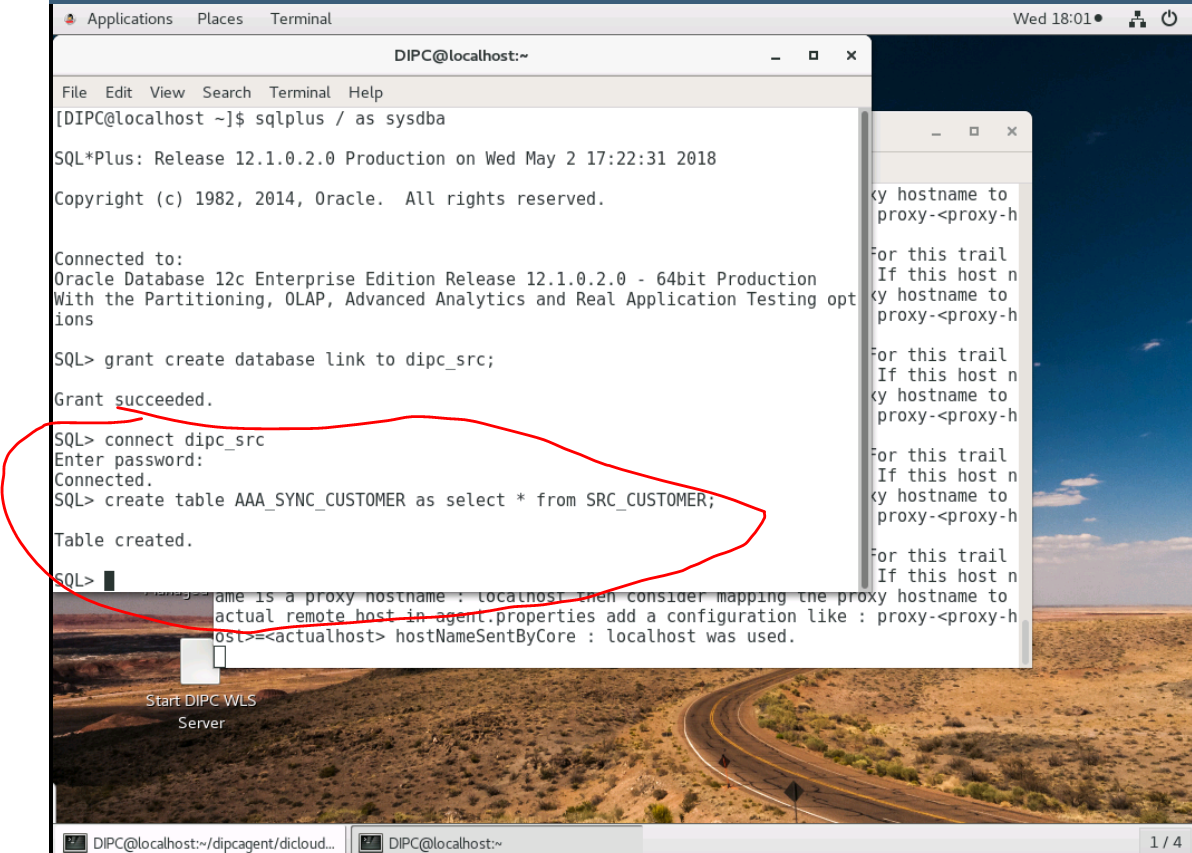 Applications Places Terminal Wed 18:01
DIPC@localhost:~
File Edit View Search Terminal Help
[DIPC@localhost ~]$ sqlplus / as sysdba
SQL*Plus: Release 12.1.0.2.0 Production on Wed May 2 17:22:31 2018
Copyright (c) 1982, 2014, Oracle.  All rights reserved.
Connected to:
Oracle Database 12c Enterprise Edition Release 12.1.0.2.0 - 64bit Production
With the Partitioning, OLAP, Advanced Analytics and Real Application Testing opt
ions
SQL> grant create database link to dipc_src;
Grant succeeded.
SQL> connect dipc_src
Enter password:
Connected.
SQL> create table AAA_SYNC_CUSTOMER as select * from SRC_CUSTOMER;
Table created.
SQL>
xy hostname to
proxy-<proxy-h
For this trail
If this host n
xy hostname to
proxy-<proxy-h
For this trail
If this host n
xy hostname to
proxy-<proxy-h
For this trail
If this host n
xy hostname to
proxy-<proxy-h
For this trail
If this host n
ame is a proxy hostname : localhost then consider mapping the proxy hostname to
actual remote host in agent.properties add a configuration like : proxy-<proxy-h
ost>=<actualhost> hostNameSentByCore : localhost was used.
Start DIPC WLS
Server
DIPC@localhost:~/dipcagent/dicloud...
DIPC@localhost:~
1 / 4